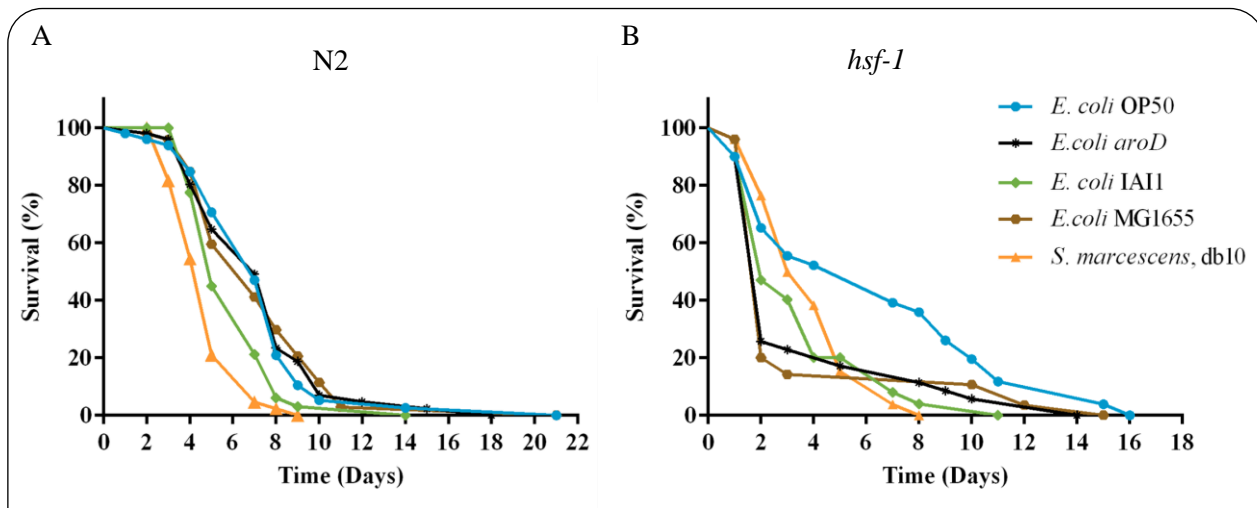 A
N2
Survival (%)
100
80
60
40
20
0
0 2 4 6 8 10 12 14 16 18 20 22
Time (Days)
B
hsf-1
Survival (%)
100
80
60
40
20
0
0 2 4 6 8 10 12 14 16 18
Time (Days)
E. coli OP50
E.coli aroD
E. coli IAI1
E.coli MG1655
S. marcescens, db10